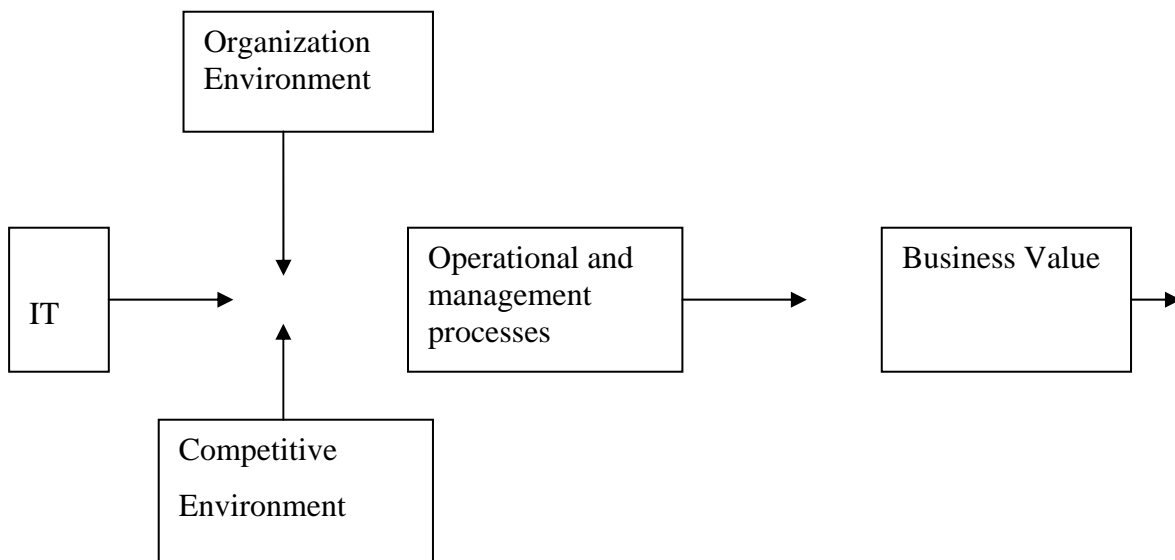 Organization
Environment
IT
Operational and
management
processes
Business Value
Competitive
Environment